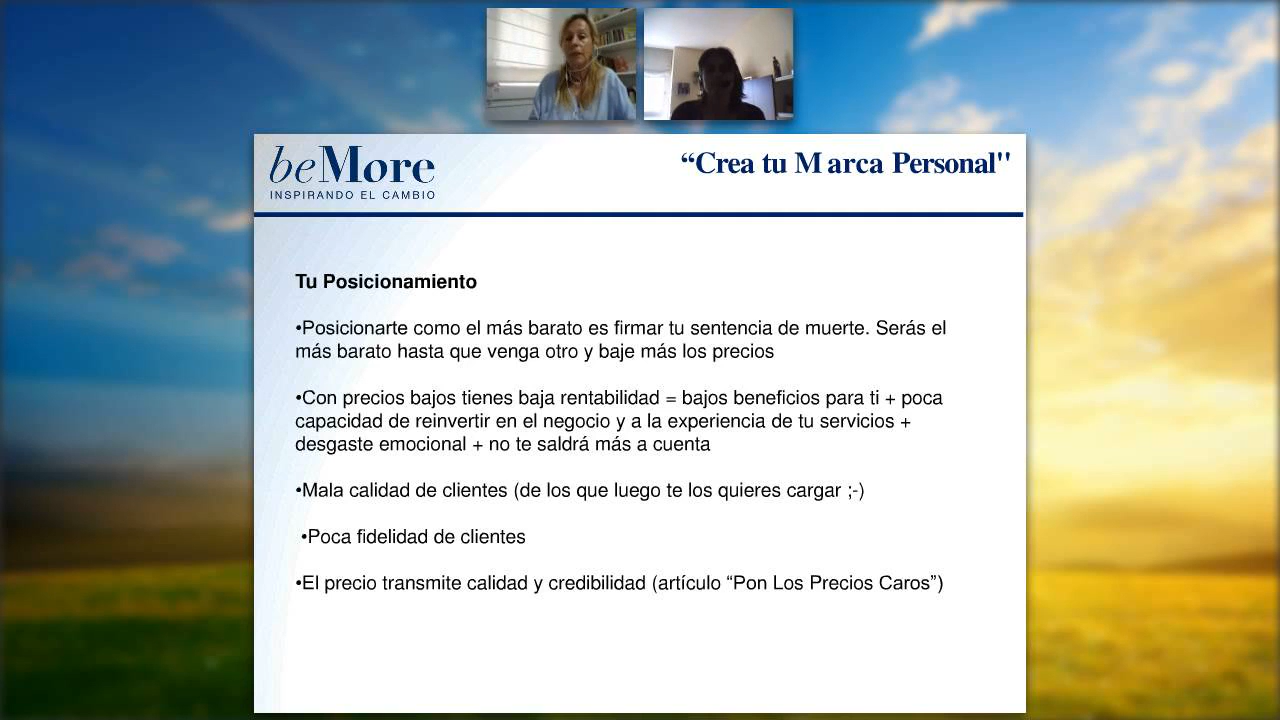 beMore
INSPIRANDO EL CAMBIO
“Crea tu Marca Personal"
Tu Posicionamiento
•Posicionarte como el más barato es firmar tu sentencia de muerte. Serás el
más barato hasta que venga otro y baje más los precios
•Con precios bajos tienes baja rentabilidad = bajos beneficios para ti + poca
capacidad de reinvertir en el negocio y a la experiencia de tu servicios +
desgaste emocional + no te saldrá más a cuenta
•Mala calidad de clientes (de los que luego te los quieres cargar ;-)
•Poca fidelidad de clientes
•El precio transmite calidad y credibilidad (artículo “Pon Los Precios Caros”)